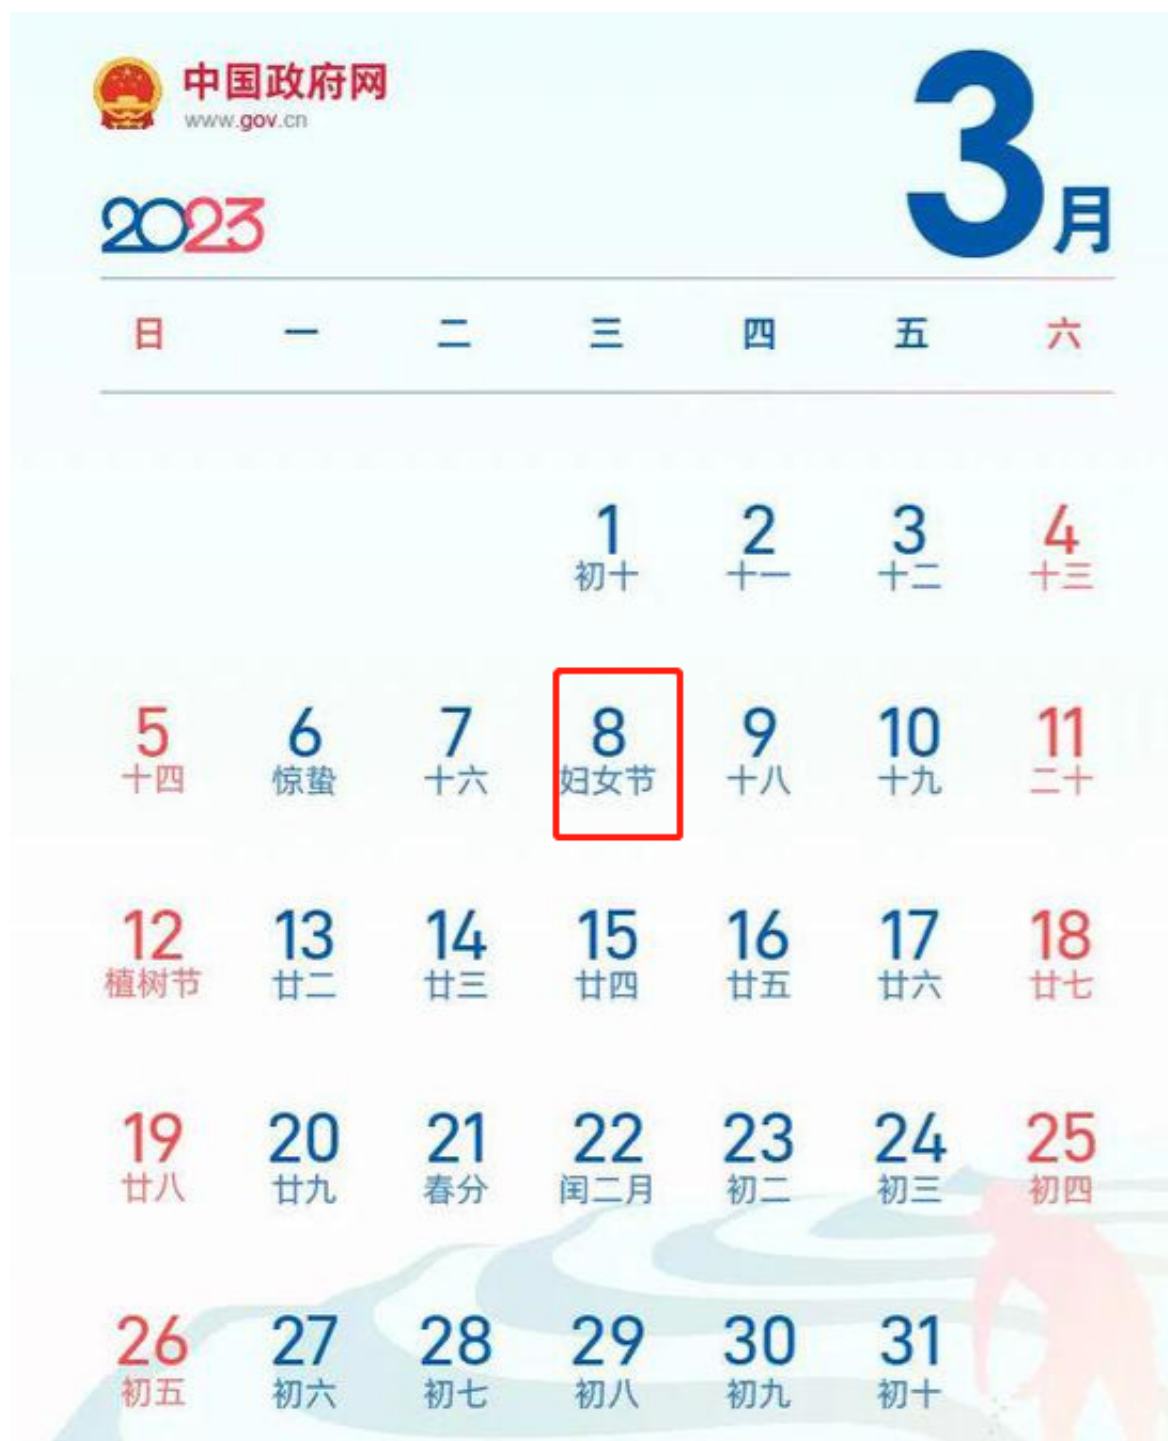 中国政府网
www.gov.cn
3月
2023
日 一 二 三 四 五 六
1 2 3 4
初十 十一 十二 十三
5 6 7 8 9 10 11
十四 惊蛰 十六 妇女节 十八 十九 二十
12 13 14 15 16 17 18
植树节 廿二 廿三 廿四 廿五 廿六 廿七
19 20 21 22 23 24 25
廿八 廿九 春分 闰二月 初二 初三 初四
26 27 28 29 30 31
初五 初六 初七 初八 初九 初十